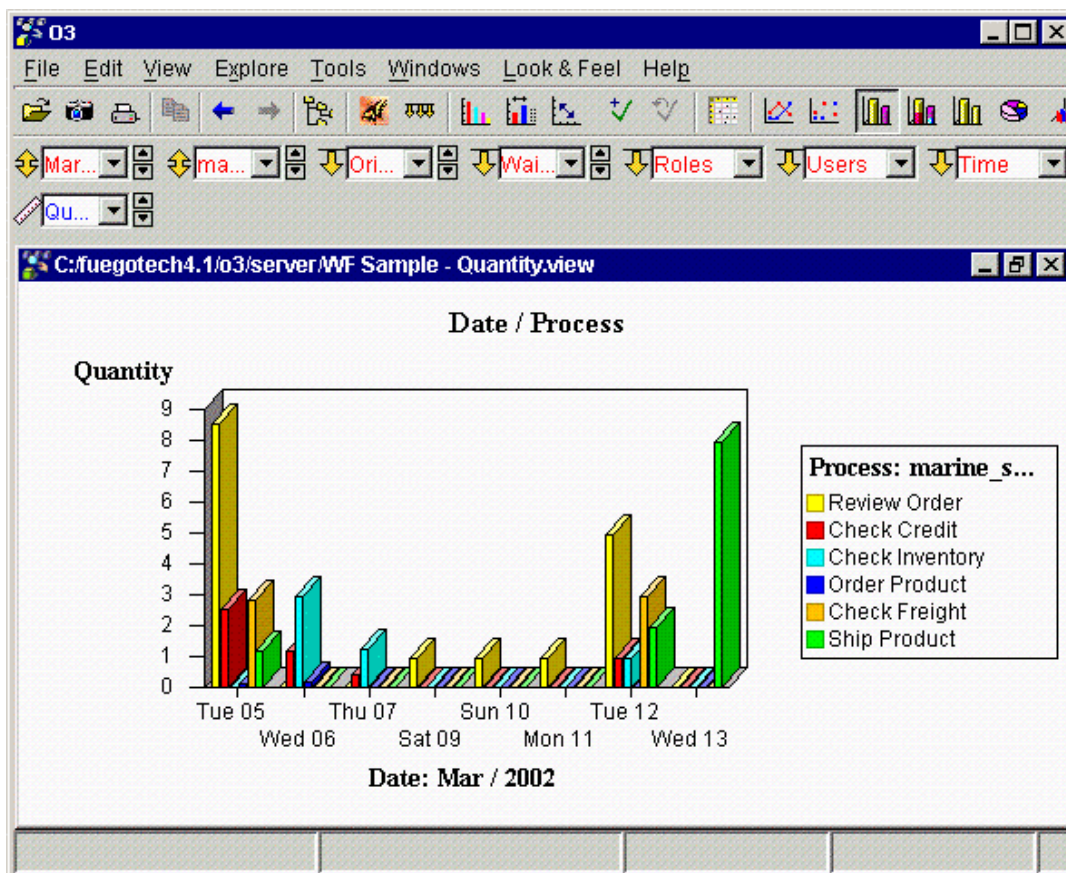 O3
File Edit View Explore Tools Windows Look & Feel Help
Mar... ma... Ori... Wai... Roles Users Time
Qu...
C:/fuegotech4.1/o3/server/WF Sample - Quantity.view
Date / Process
Quantity
9
8
7
6
5
4
3
2
1
0
Tue 05 Thu 07 Sun 10 Tue 12
Wed 06 Sat 09 Mon 11 Wed 13
Date: Mar / 2002
Process: marine_s...
Review Order
Check Credit
Check Inventory
Order Product
Check Freight
Ship Product